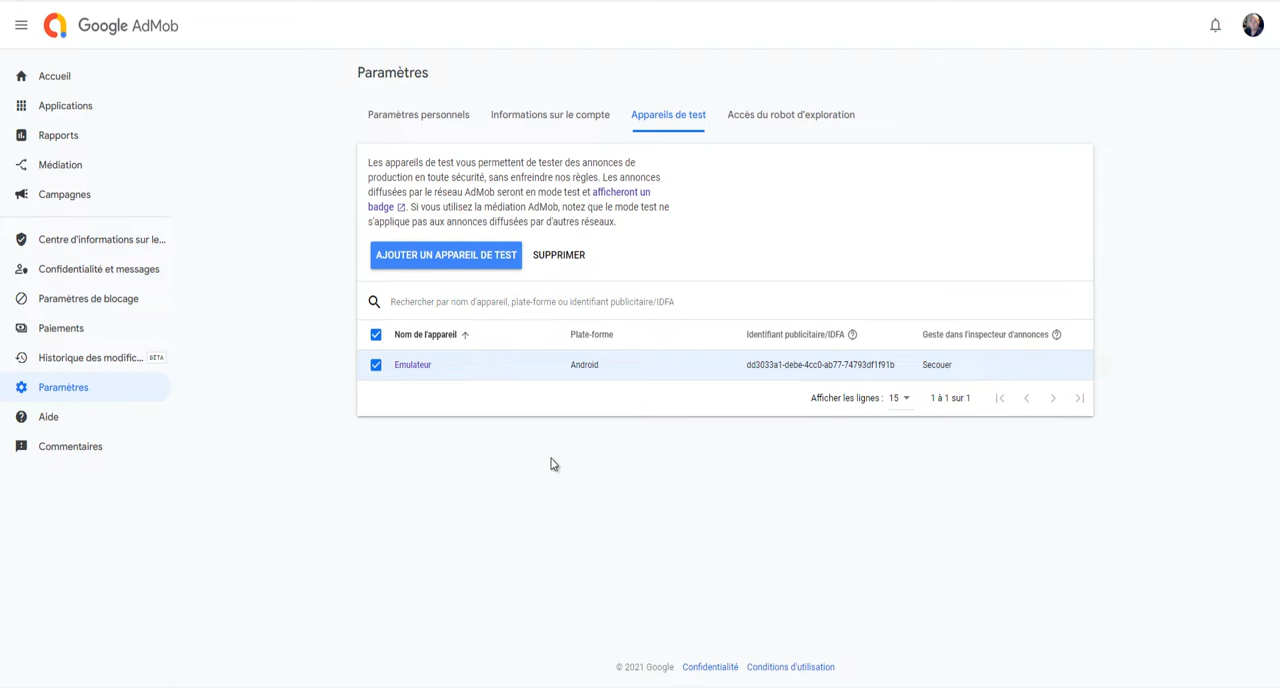 Google AdMob
Accueil
Applications
Rapports
Médiation
Campagnes
Centre d'informations sur le...
Confidentialité et messages
Paramètres de blocage
Paiements
Historique des modific... BÊTA
Paramètres
Aide
Commentaires
Paramètres
Paramètres personnels Informations sur le compte Appareils de test Accès du robot d'exploration
Les appareils de test vous permettent de tester des annonces de
production en toute sécurité, sans enfreindre nos règles. Les annonces
diffusées par le réseau AdMob seront en mode test et afficheront un
badge. Si vous utilisez la médiation AdMob, notez que le mode test ne
s'applique pas aux annonces diffusées par d'autres réseaux.
AJOUTER UN APPAREIL DE TEST SUPPRIMER
Rechercher par nom d'appareil, plate-forme ou identifiant publicitaire/IDFA
Nom de l'appareil Plate-forme Identifiant publicitaire/IDFA Geste dans l'inspecteur d'annonces
Emulateur Android dd3033a1-debe-4cc0-ab77-74793df1f91b Secouer
Afficher les lignes : 15 1 à 1 sur 1
© 2021 Google Confidentialité Conditions d'utilisation